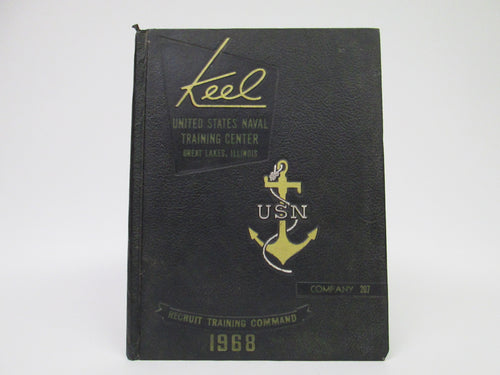 Keel
UNITED STATES NAVAL
TRAINING CENTER
GREAT LAKES, ILLINOIS
USN
COMPANY 207
RECRUIT TRAINING COMMAND
1968